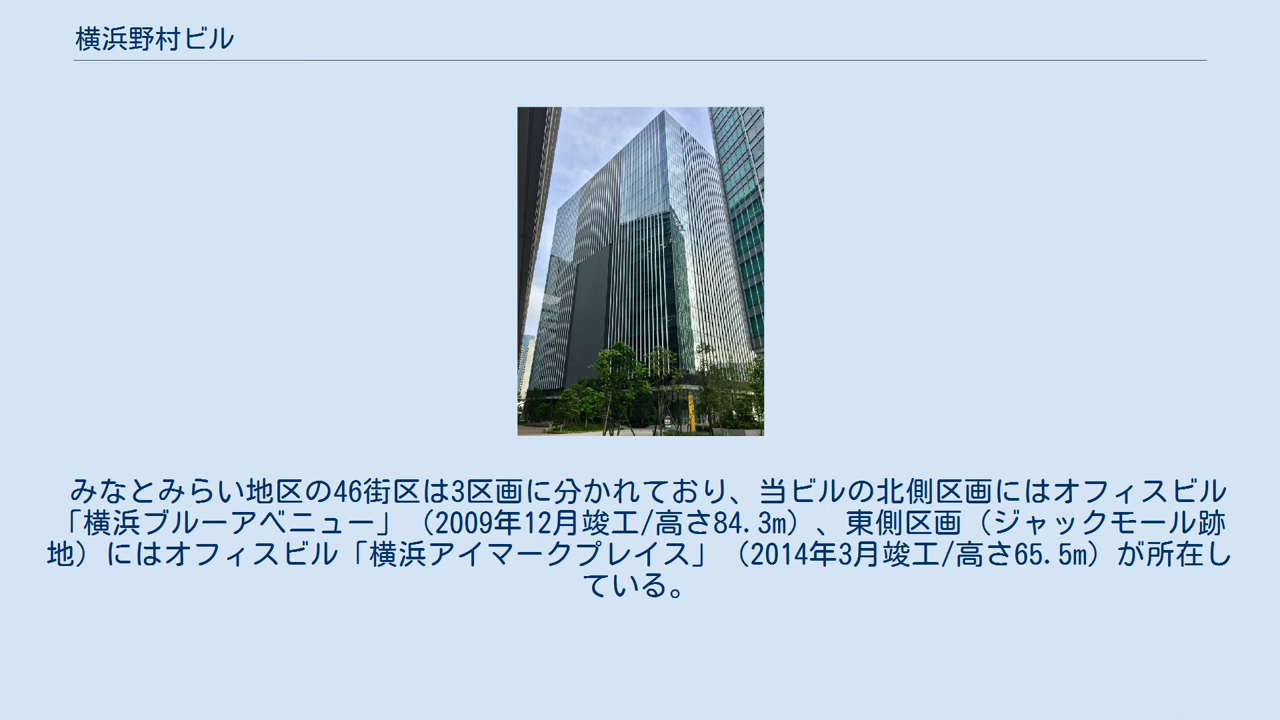 横浜野村ビル
みなとみらい地区の46街区は3区画に分かれており、当ビルの北側区画にはオフィスビル
「横浜ブルーアベニュー」（2009年12月竣工/高さ84.3m）、東側区画（ジャックモール跡
地）にはオフィスビル「横浜アイマークプレイス」（2014年3月竣工/高さ65.5m）が所在し
ている。